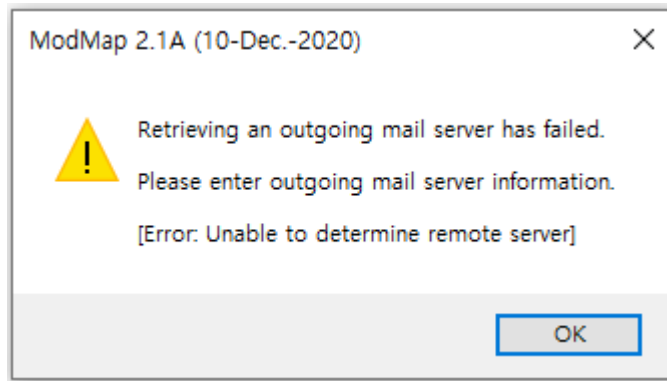 ModMap 2.1A (10-Dec.-2020)
Retrieving an outgoing mail server has failed.
Please enter outgoing mail server information.
[Error: Unable to determine remote server]
OK